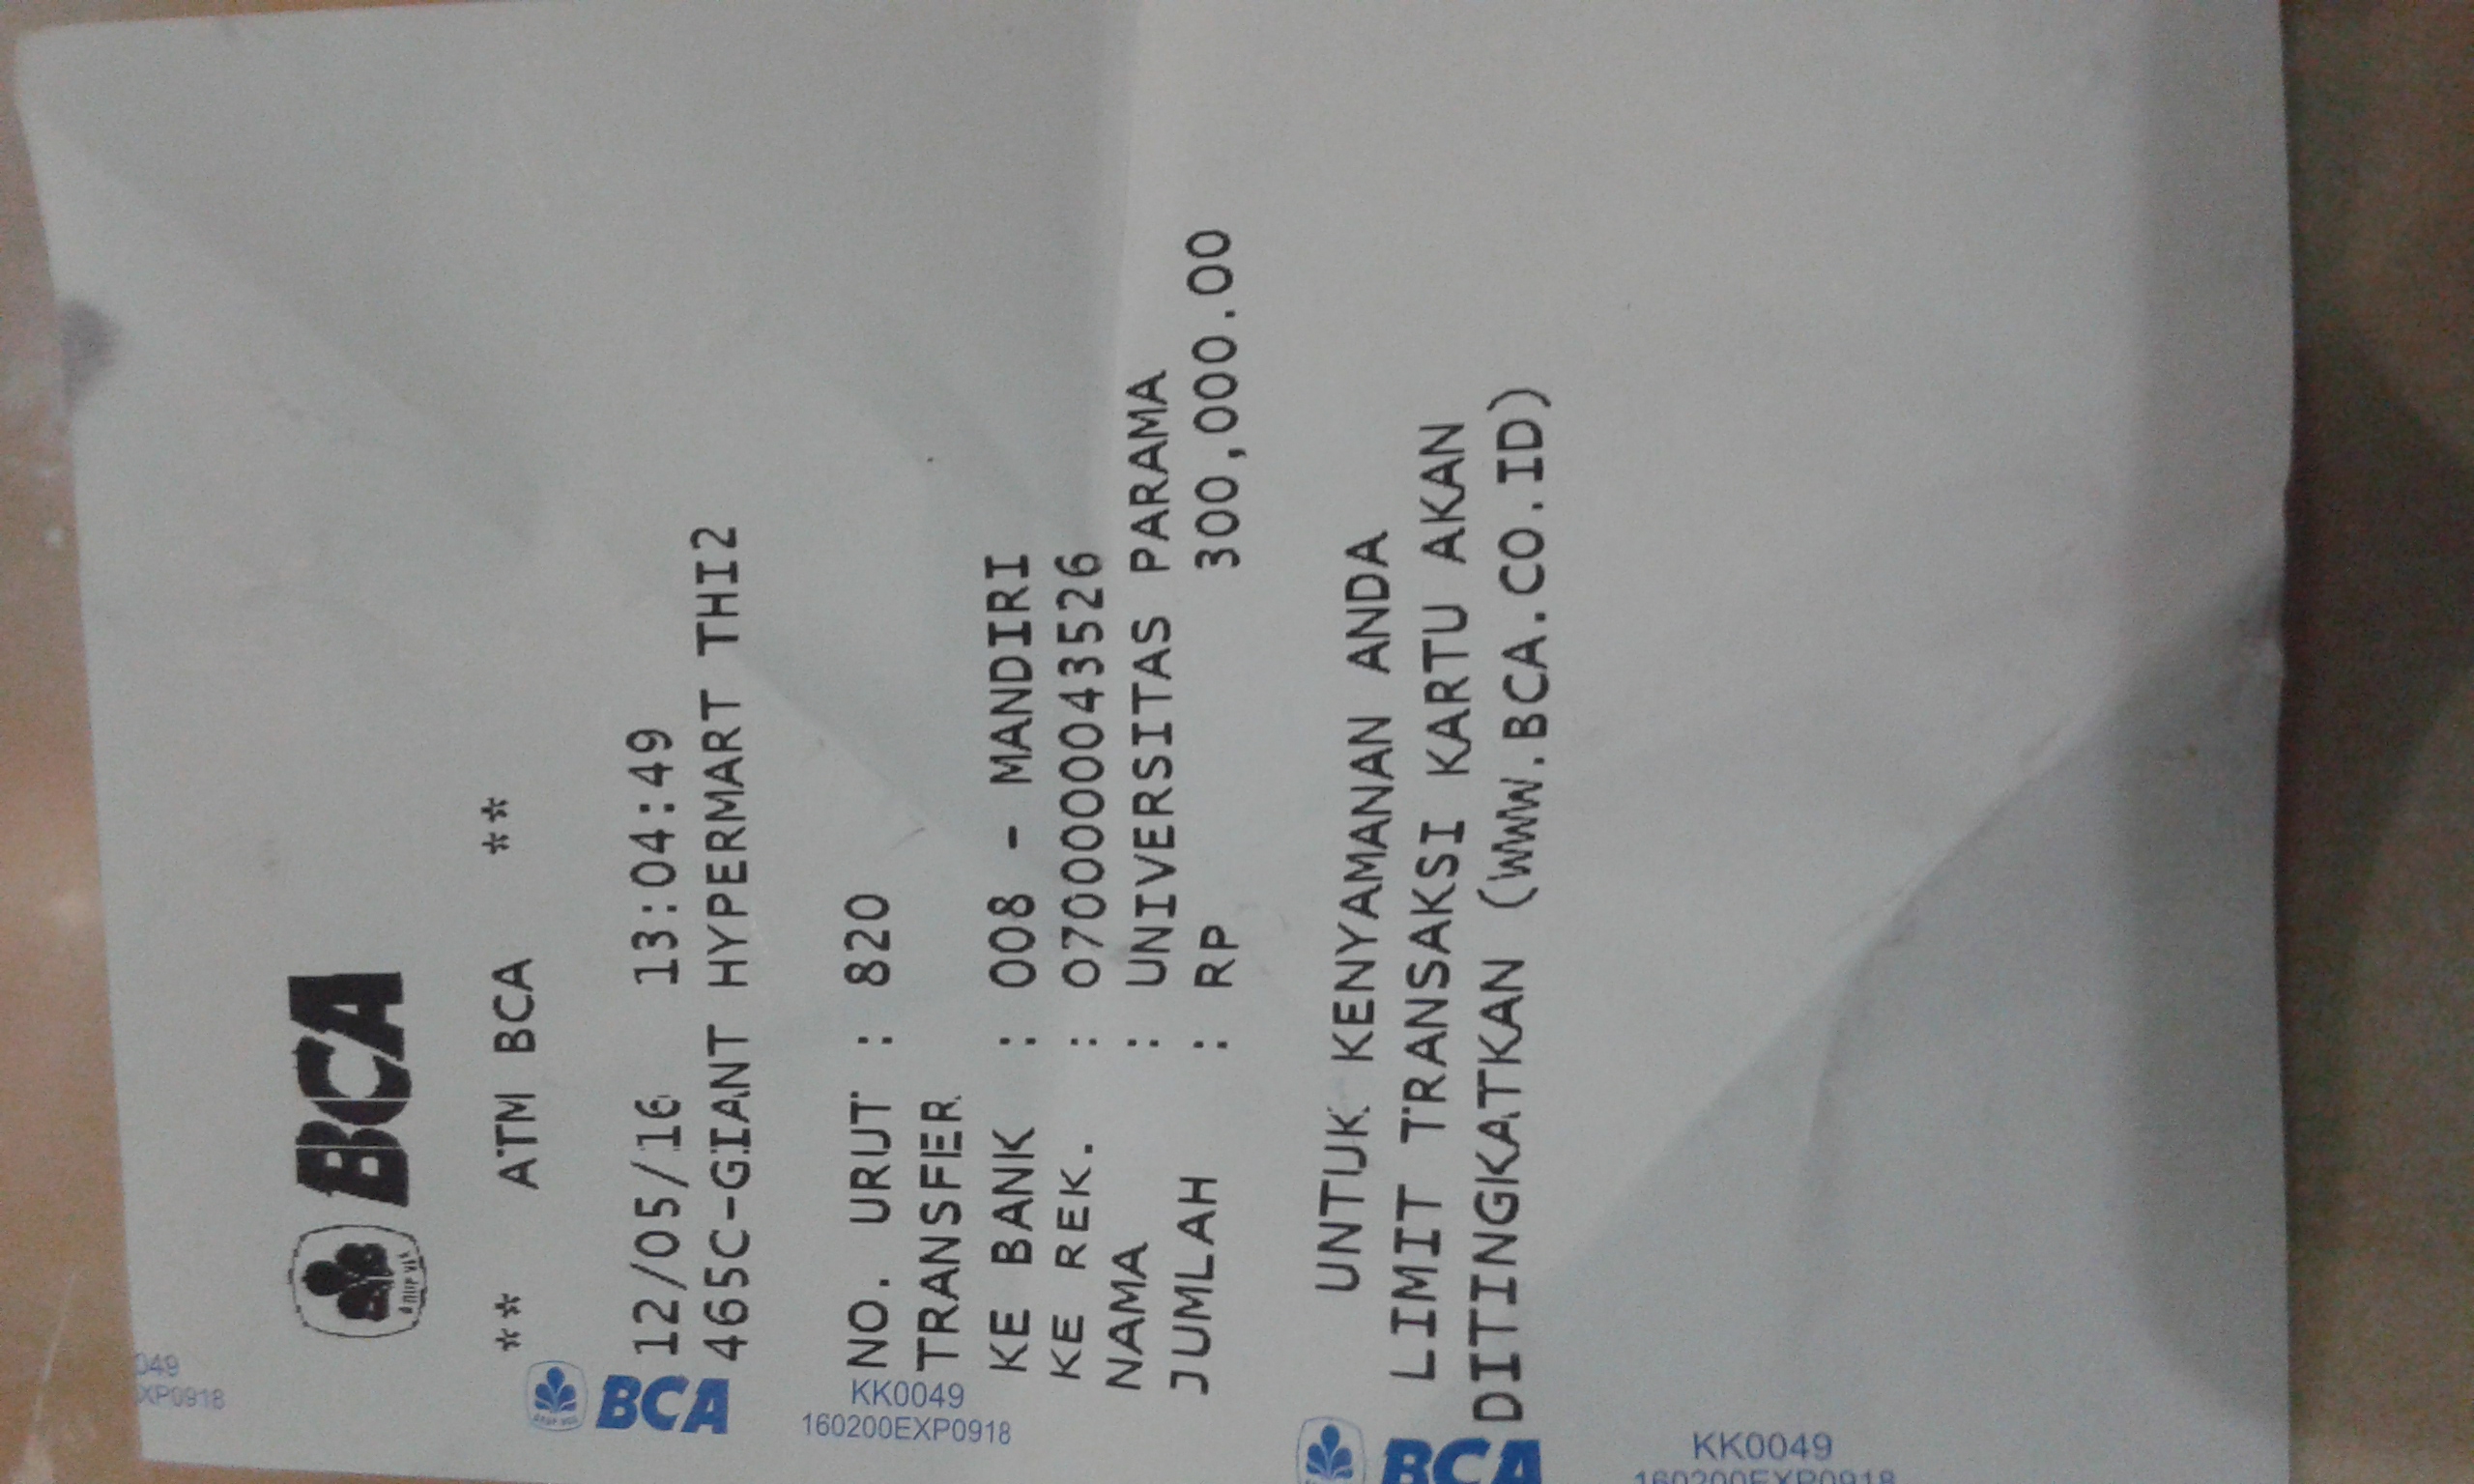 049
XP0918
BCA
** ATM BCA **
BCA
12/05/16 13:04:49
465C-GIANT HYPERMART THI2
KK0049
160200EXP0918
NO. URUT : 820
TRANSFER
KE BANK : 008 - MANDIRI
KE REK. : 0700000043526
NAMA : UNIVERSITAS PARAMA
JUMLAH : RP 300,000.00
BCA
UNTUK KENYAMANAN ANDA
LIMIT TRANSAKSI KARTU AKAN
DITINGKATKAN (WWW.BCA.CO.ID)
KK0049
160200EXP0918